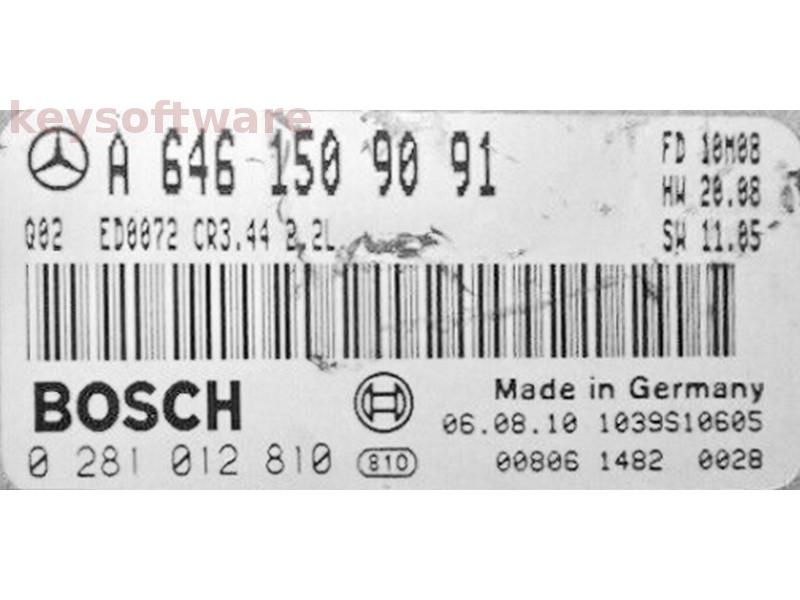 keysoftware
A 646 150 90 91
FD 10M08
HW 20.08
Q02 ED0072 CR3.44 2.2L
SW 11.05
BOSCH
Made in Germany
06.08.10 1039S10605
0 281 012 810 810
00806 1482 0028